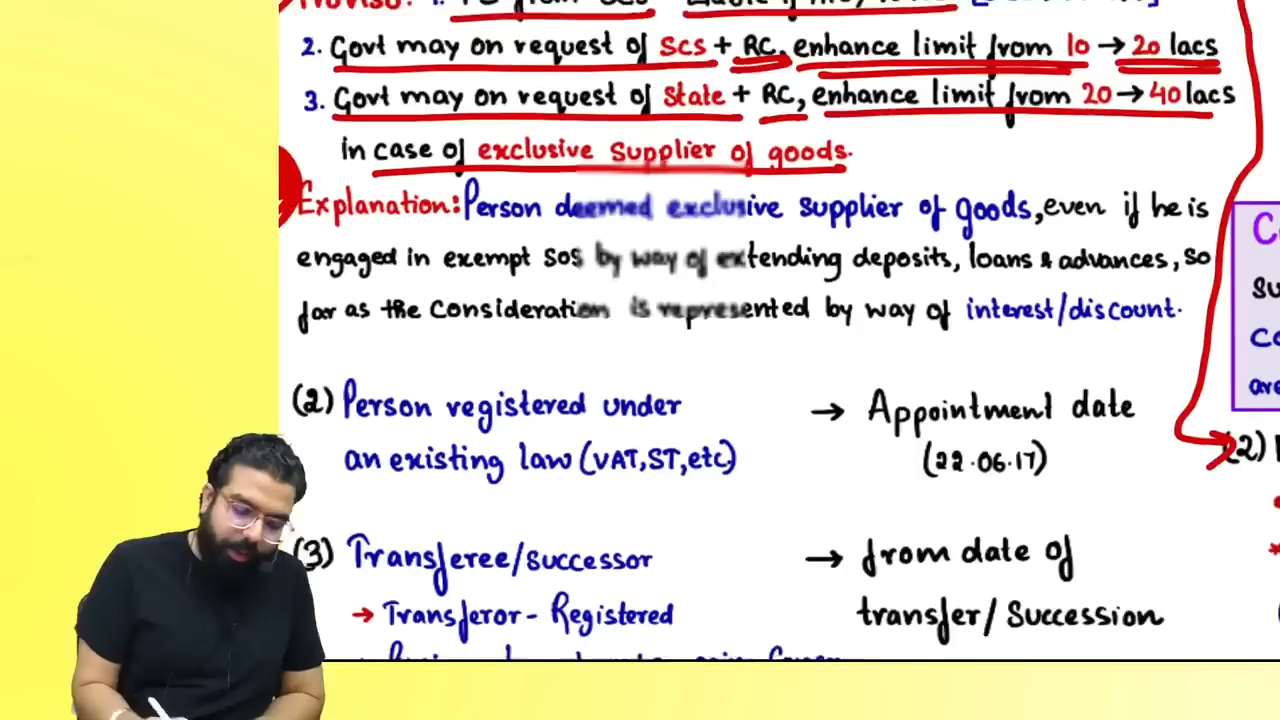 Proviso: 1.
2. Govt may on request of SCS + RC, enhance limit from 10 → 20 lacs
3. Govt may on request of State + RC, enhance limit from 20 → 40 lacs
in case of exclusive supplier of goods.
Explanation: Person deemed exclusive supplier of goods, even if he is
engaged in exempt sos by way of extending deposits, loans & advances, so
far as the Consideration is represented by way of interest/discount.
(2) Person registered under → Appointment date
an existing law (VAT, ST, etc) (22.06.17)
(3) Transferee/successor → from date of
→ Transferor - Registered transfer/Succession
(2)